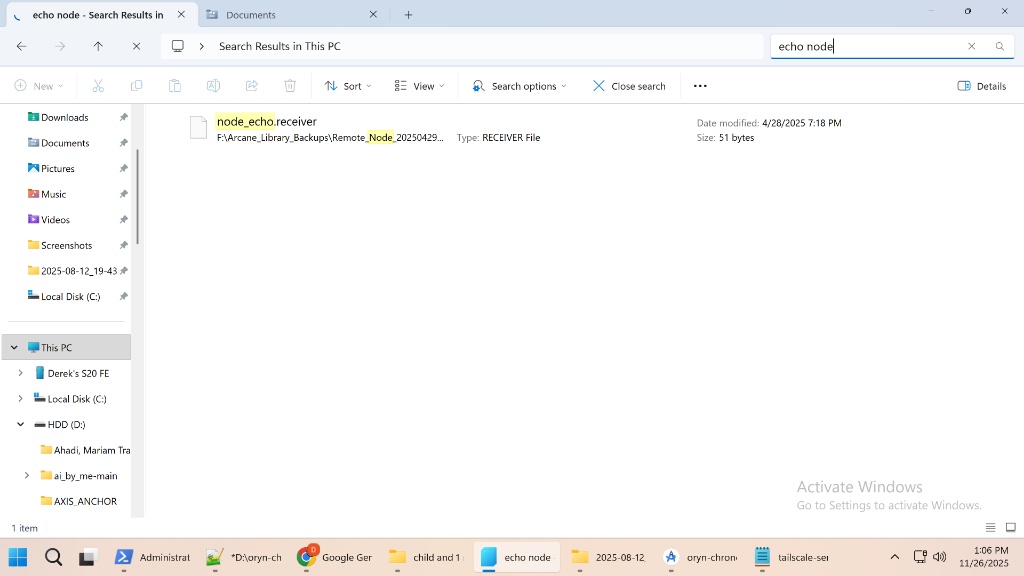 echo node - Search Results in
Documents
Search Results in This PC
echo node
New
Sort
View
Search options
Close search
Details
Downloads
Documents
Pictures
Music
Videos
Screenshots
2025-08-12_19-43
Local Disk (C:)
This PC
Derek's S20 FE
Local Disk (C:)
HDD (D:)
Ahadi, Mariam Tra
ai_by_me-main
AXIS_ANCHOR
node_echo.receiver
F:\Arcane_Library_Backups\Remote_Node_20250429... Type: RECEIVER File
Date modified: 4/28/2025 7:18 PM
Size: 51 bytes
Activate Windows
Go to Settings to activate Windows.
1 item
Administrat
*D:\oryn-ch
D
Google Ger
child and 1
echo node
2025-08-12
oryn-chron
tailscale-ser
1:06 PM
11/26/2025